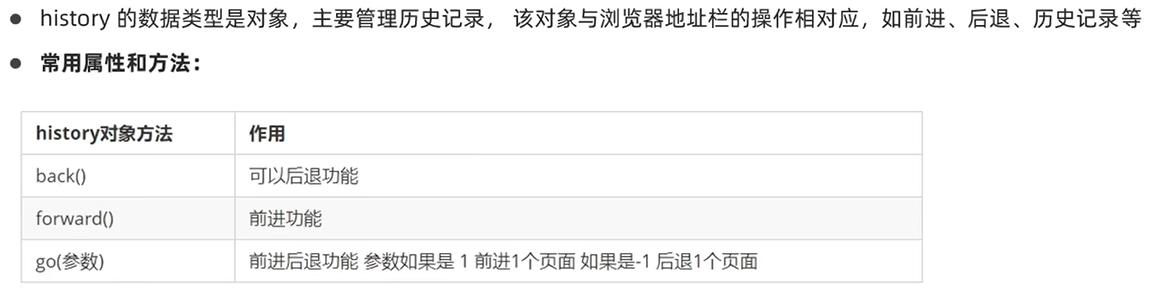 ● history 的数据类型是对象，主要管理历史记录， 该对象与浏览器地址栏的操作相对应，如前进、后退、历史记录等
● 常用属性和方法：
history对象方法 作用
back() 可以后退功能
forward() 前进功能
go(参数) 前进后退功能 参数如果是 1 前进1个页面 如果是-1 后退1个页面